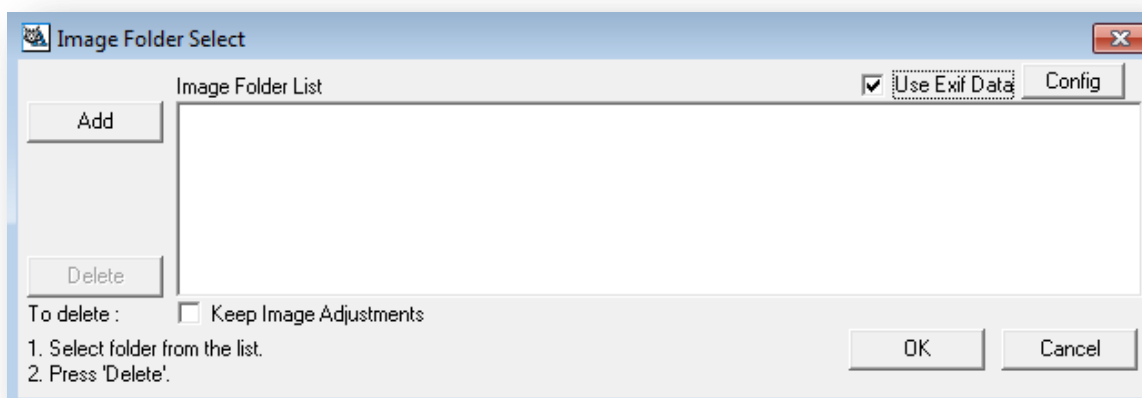 Image Folder Select
Image Folder List
Use Exif Data
Config
Add
Delete
To delete :
Keep Image Adjustments
1. Select folder from the list.
2. Press 'Delete'.
OK
Cancel